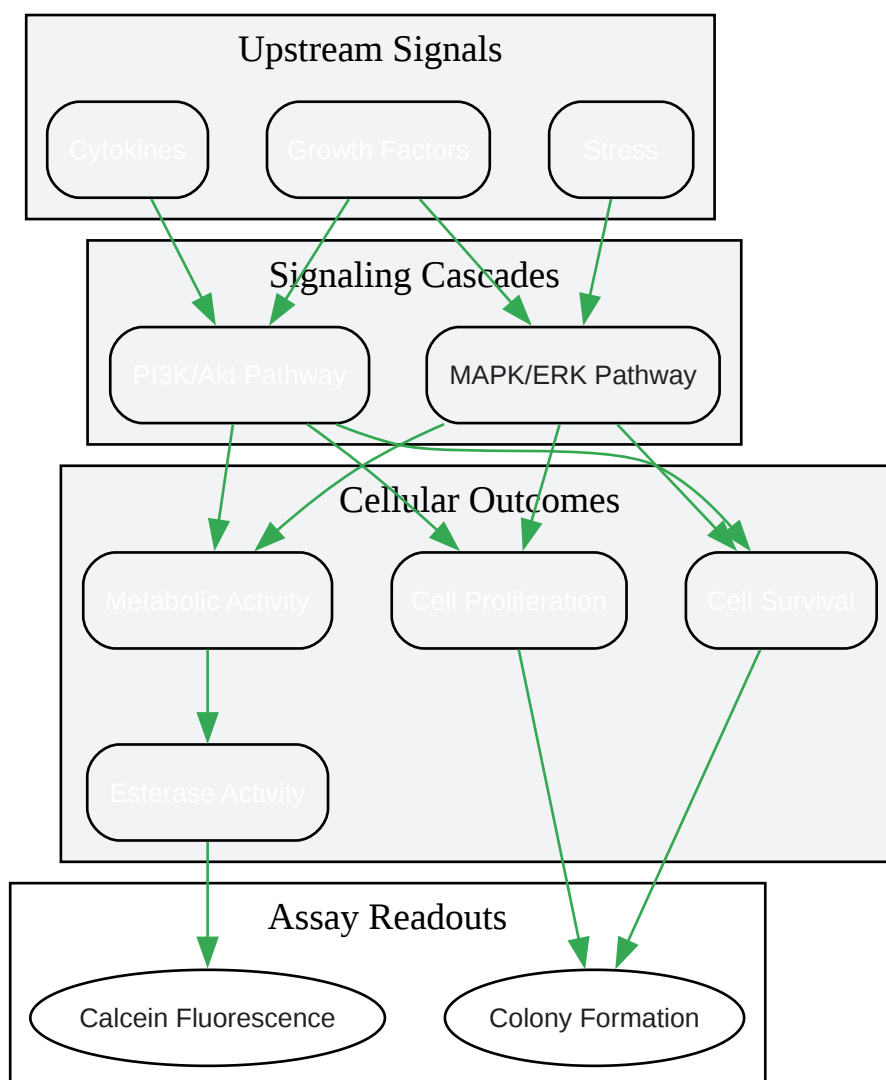 Upstream Signals
Cytokines
Growth Factors
Stress
Signaling Cascades
PI3K/Akt Pathway
MAPK/ERK Pathway
Cellular Outcomes
Metabolic Activity
Cell Proliferation
Cell Survival
Esterase Activity
Assay Readouts
Calcein Fluorescence
Colony Formation